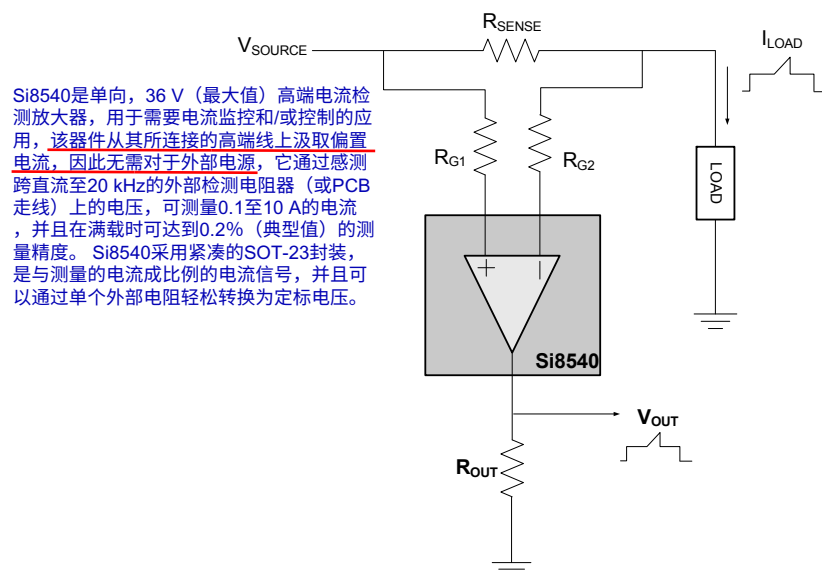 R_SENSE
V_SOURCE
I_LOAD
Si8540是单向，36 V（最大值）高端电流检
测放大器，用于需要电流监控和/或控制的应
用，该器件从其所连接的高端线上汲取偏置
电流，因此无需对于外部电源，它通过感测
跨直流至20 kHz的外部检测电阻器（或PCB
走线）上的电压，可测量0.1至10 A的电流
，并且在满载时可达到0.2%（典型值）的测
量精度。 Si8540采用紧凑的SOT-23封装，
是与测量的电流成比例的电流信号，并且可
以通过单个外部电阻轻松转换为定标电压。
R_G1
R_G2
LOAD
+
−
Si8540
V_OUT
R_OUT